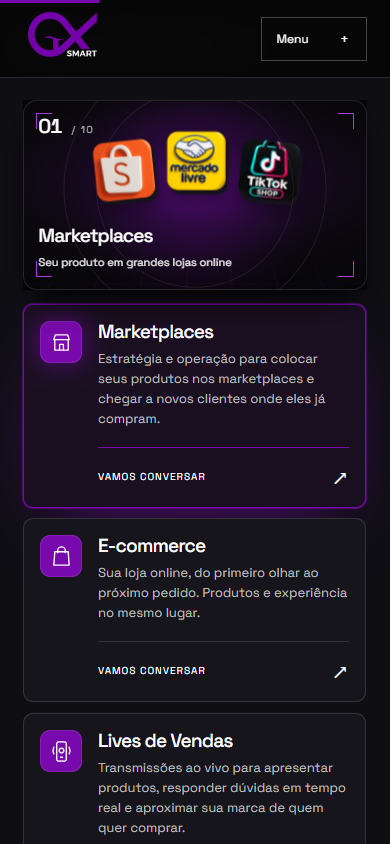 GX
SMART
Menu +
01 / 10
mercado
livre
TikTok
SHOP
Marketplaces
Seu produto em grandes lojas online
Marketplaces
Estratégia e operação para colocar
seus produtos nos marketplaces e
chegar a novos clientes onde eles já
compram.
VAMOS CONVERSAR ↗
E-commerce
Sua loja online, do primeiro olhar ao
próximo pedido. Produtos e experiência
no mesmo lugar.
VAMOS CONVERSAR ↗
Lives de Vendas
Transmissões ao vivo para apresentar
produtos, responder dúvidas em tempo
real e aproximar sua marca de quem
quer comprar.